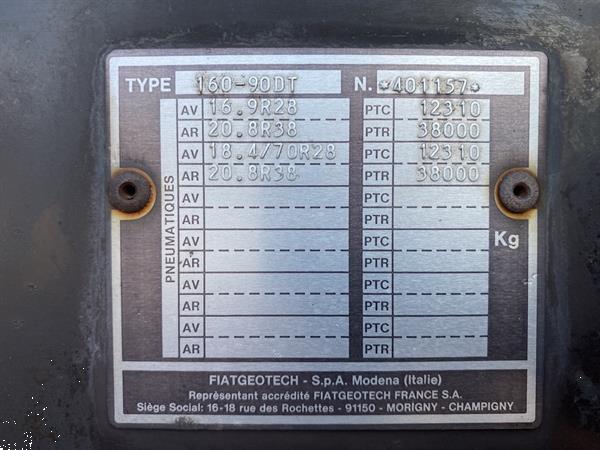 TYPE 160-90DT N. *401157*
PNEUMATIQUES
AV 16.9R28 PTC 12310
AR 20.8R38 PTR 38000
AV 18.4/70R28 PTC 12310
AR 20.8R38 PTR 38000
AV PTC
AR PTR
AV PTC Kg
AR PTR
AV PTC
AR PTR
AV PTC
AR PTR
FIATGEOTECH - S.p.A. Modena (Italie)
Représentant accrédité FIATGEOTECH FRANCE S.A.
Siège Social: 16-18 rue des Rochettes - 91150 - MORIGNY - CHAMPIGNY